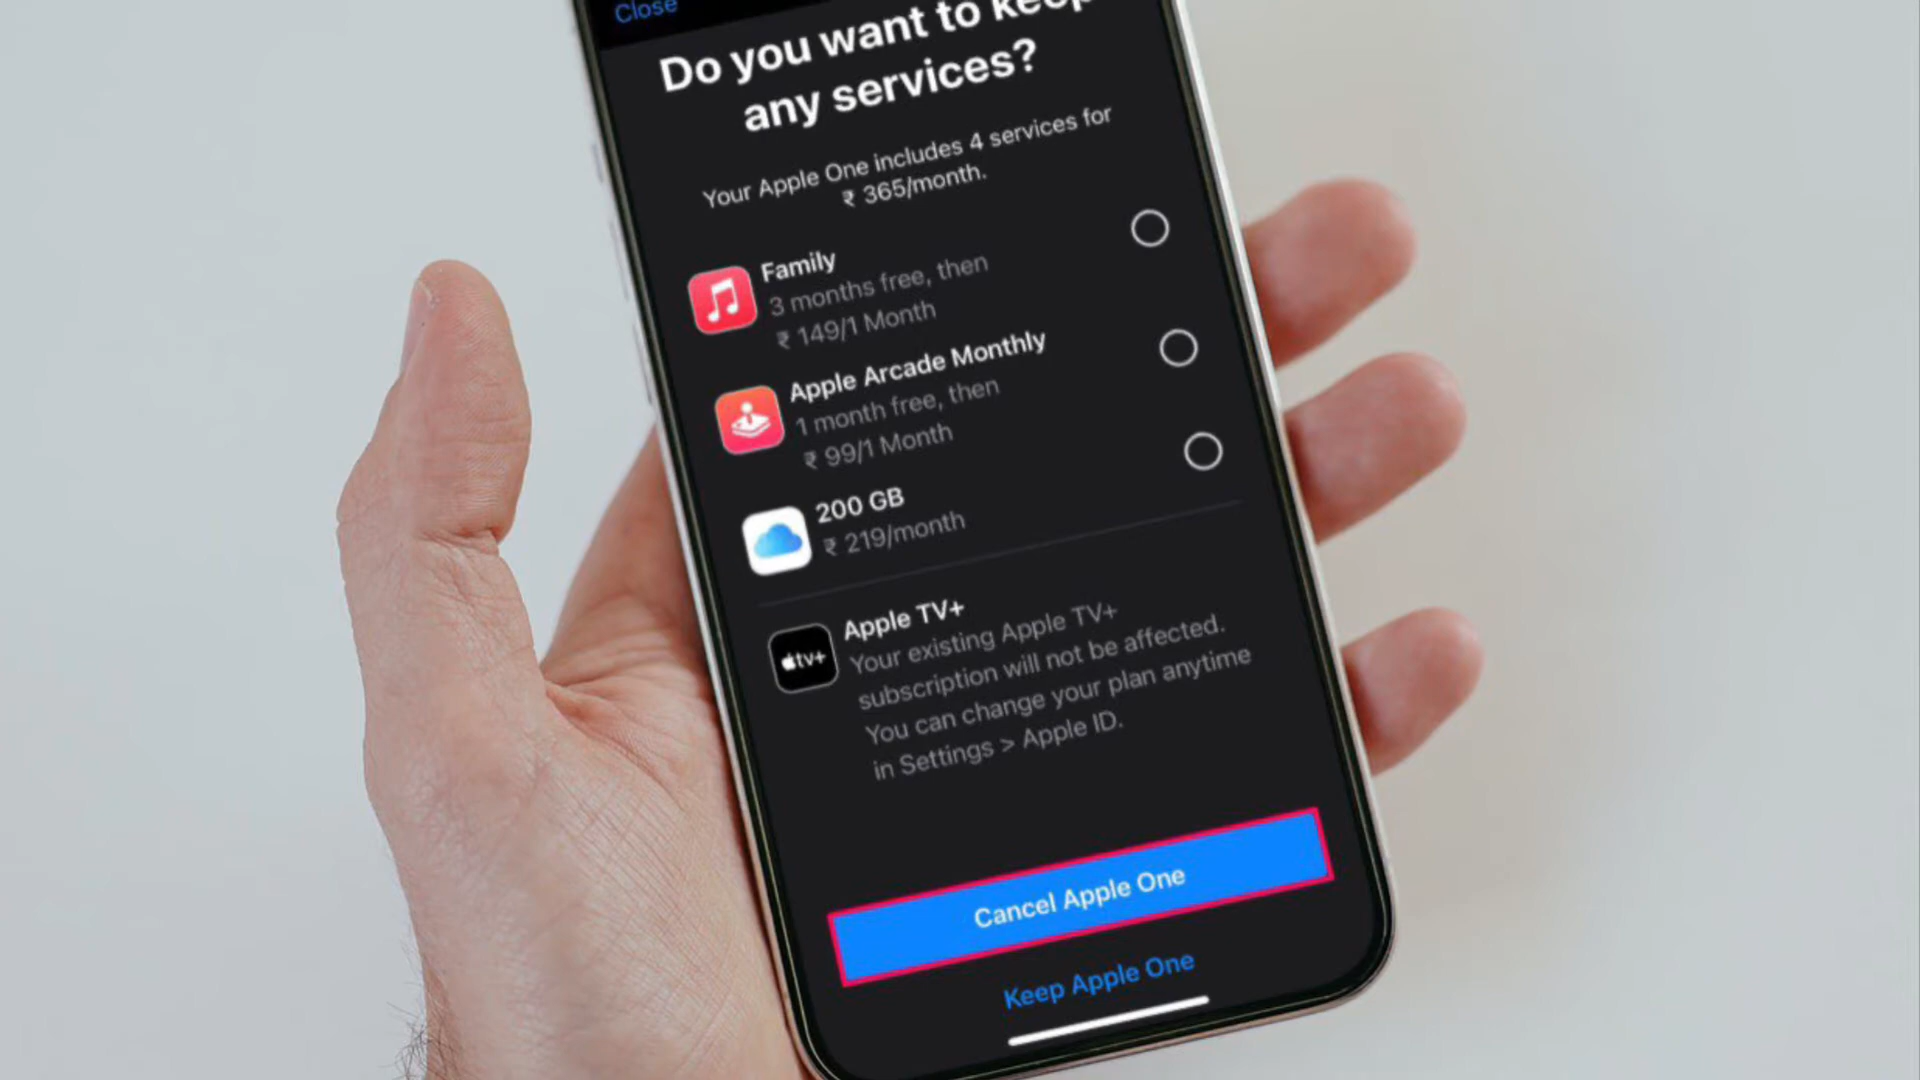 Close
Do you want to keep
any services?
Your Apple One includes 4 services for
₹ 365/month.
Family
3 months free, then
₹ 149/1 Month
Apple Arcade Monthly
1 month free, then
₹ 99/1 Month
200 GB
₹ 219/month
tv+
Apple TV+
Your existing Apple TV+
subscription will not be affected.
You can change your plan anytime
in Settings > Apple ID.
Cancel Apple One
Keep Apple One